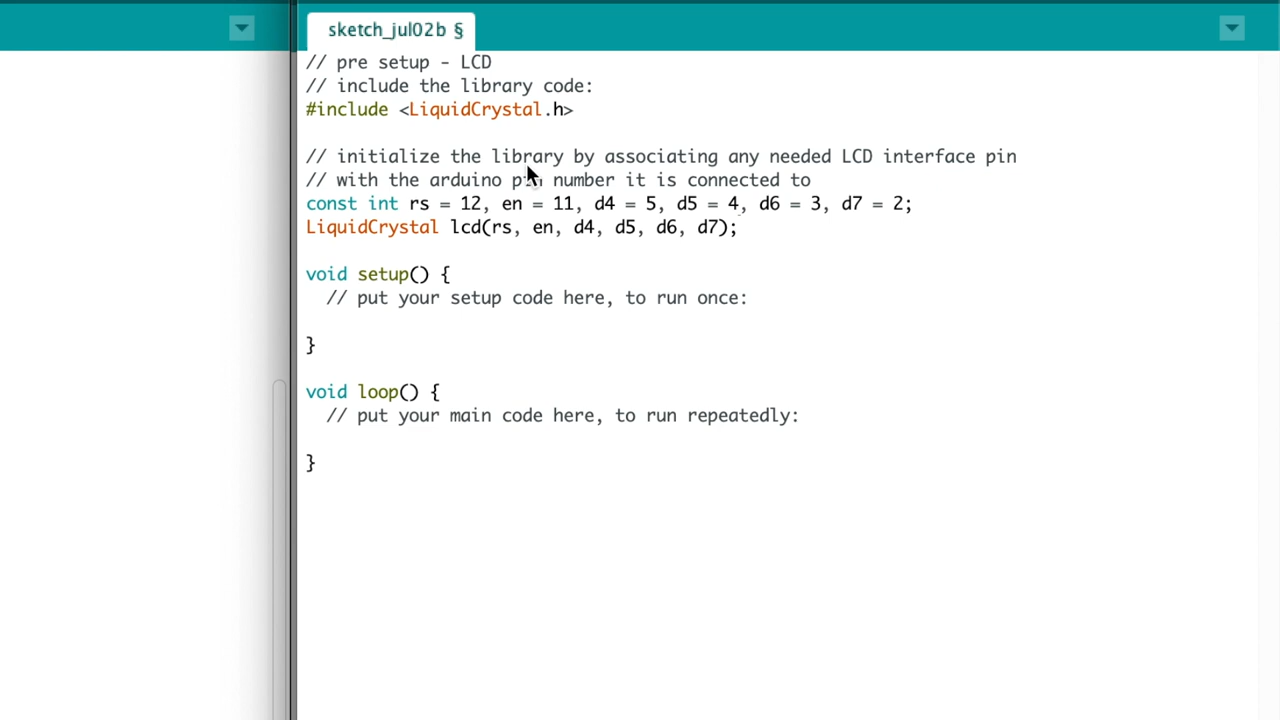 sketch_jul02b §
// pre setup - LCD
// include the library code:
#include <LiquidCrystal.h>
// initialize the library by associating any needed LCD interface pin
// with the arduino pin number it is connected to
const int rs = 12, en = 11, d4 = 5, d5 = 4, d6 = 3, d7 = 2;
LiquidCrystal lcd(rs, en, d4, d5, d6, d7);
void setup() {
  // put your setup code here, to run once:
}
void loop() {
  // put your main code here, to run repeatedly:
}